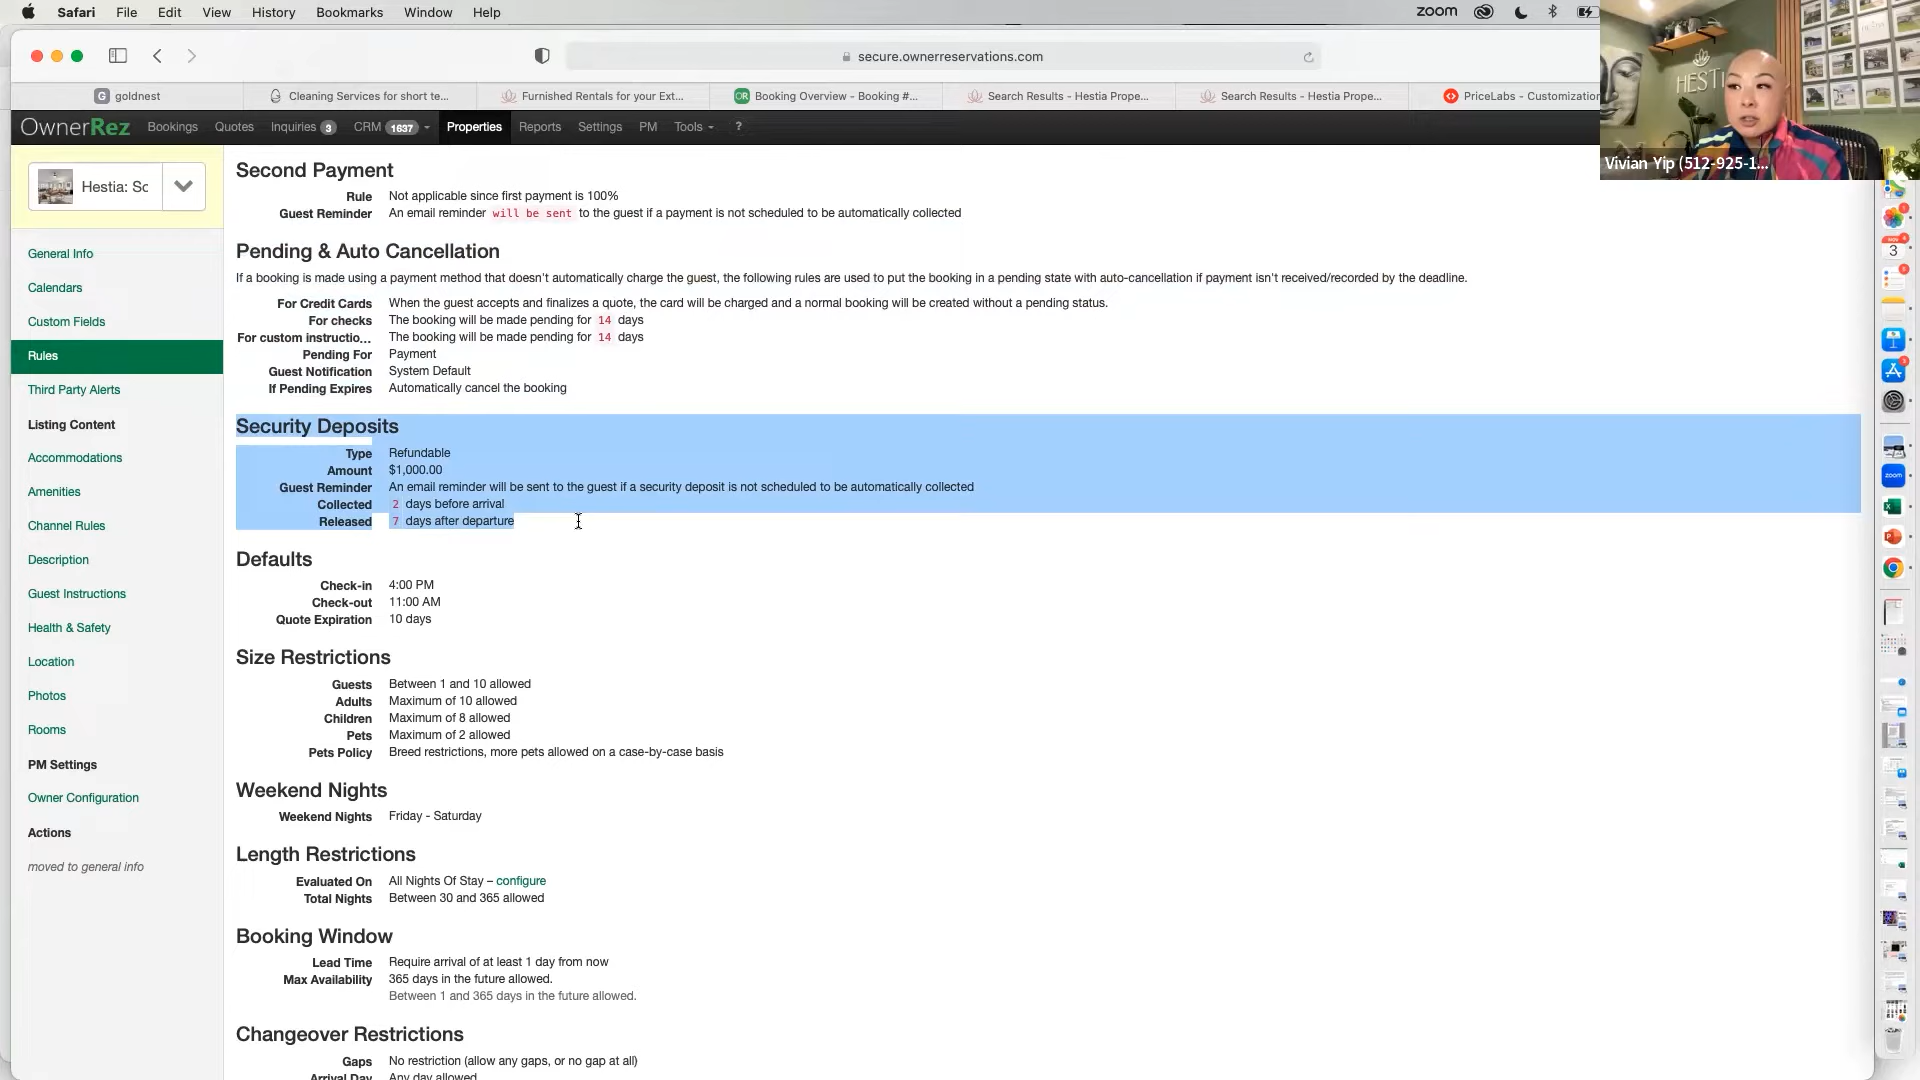 Safari File Edit View History Bookmarks Window Help
zoom
secure.ownerreservations.com
G goldnest
Cleaning Services for short te...
Furnished Rentals for your Ext...
OR Booking Overview - Booking #...
Search Results - Hestia Prope...
Search Results - Hestia Prope...
PriceLabs - Customization
OwnerRez Bookings Quotes Inquiries 3 CRM 1637 Properties Reports Settings PM Tools ?
HESTI
Vivian Yip (512-925-1...
Hestia: Sc
General Info
Calendars
Custom Fields
Rules
Third Party Alerts
Listing Content
Accommodations
Amenities
Channel Rules
Description
Guest Instructions
Health & Safety
Location
Photos
Rooms
PM Settings
Owner Configuration
Actions
moved to general info
Second Payment
Rule Not applicable since first payment is 100%
Guest Reminder An email reminder will be sent to the guest if a payment is not scheduled to be automatically collected
Pending & Auto Cancellation
If a booking is made using a payment method that doesn't automatically charge the guest, the following rules are used to put the booking in a pending state with auto-cancellation if payment isn't received/recorded by the deadline.
For Credit Cards When the guest accepts and finalizes a quote, the card will be charged and a normal booking will be created without a pending status.
For checks The booking will be made pending for 14 days
For custom instructio... The booking will be made pending for 14 days
Pending For Payment
Guest Notification System Default
If Pending Expires Automatically cancel the booking
Security Deposits
Type Refundable
Amount $1,000.00
Guest Reminder An email reminder will be sent to the guest if a security deposit is not scheduled to be automatically collected
Collected 2 days before arrival
Released 7 days after departure
Defaults
Check-in 4:00 PM
Check-out 11:00 AM
Quote Expiration 10 days
Size Restrictions
Guests Between 1 and 10 allowed
Adults Maximum of 10 allowed
Children Maximum of 8 allowed
Pets Maximum of 2 allowed
Pets Policy Breed restrictions, more pets allowed on a case-by-case basis
Weekend Nights
Weekend Nights Friday - Saturday
Length Restrictions
Evaluated On All Nights Of Stay – configure
Total Nights Between 30 and 365 allowed
Booking Window
Lead Time Require arrival of at least 1 day from now
Max Availability 365 days in the future allowed.
Between 1 and 365 days in the future allowed.
Changeover Restrictions
Gaps No restriction (allow any gaps, or no gap at all)
Arrival Day Any day allowed
3
zoom